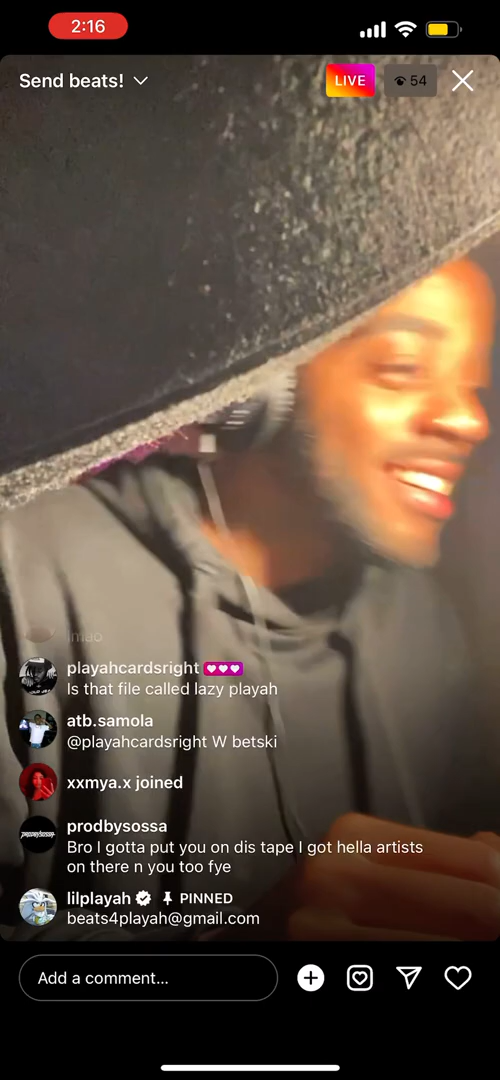 2:16
Send beats!
LIVE
54
lmao
playahcardsright
Is that file called lazy playah
atb.samola
@playahcardsright W betski
xxmya.x joined
prodbysossa
Bro I gotta put you on dis tape I got hella artists
on there n you too fye
lilplayah PINNED
beats4playah@gmail.com
Add a comment...